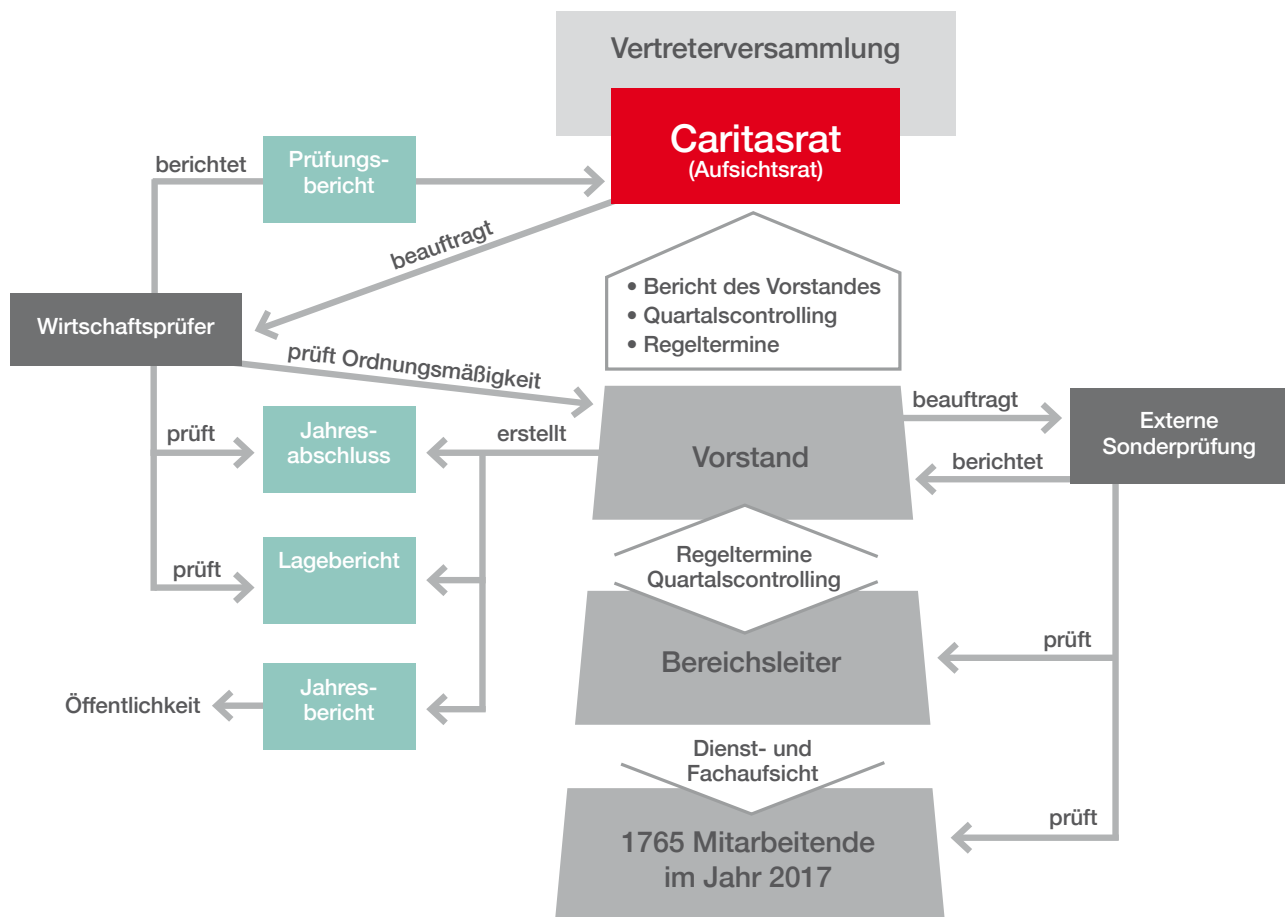 Vertreterversammlung
Caritasrat
(Aufsichtsrat)
berichtet
Prüfungs-
bericht
beauftragt
• Bericht des Vorstandes
• Quartalscontrolling
• Regeltermine
Wirtschaftsprüfer
prüft Ordnungsmäßigkeit
beauftragt
Externe
Sonderprüfung
prüft
Jahres-
abschluss
erstellt
Vorstand
berichtet
prüft
Lagebericht
Regeltermine
Quartalscontrolling
Bereichsleiter
prüft
Öffentlichkeit
Jahres-
bericht
Dienst- und
Fachaufsicht
1765 Mitarbeitende
im Jahr 2017
prüft